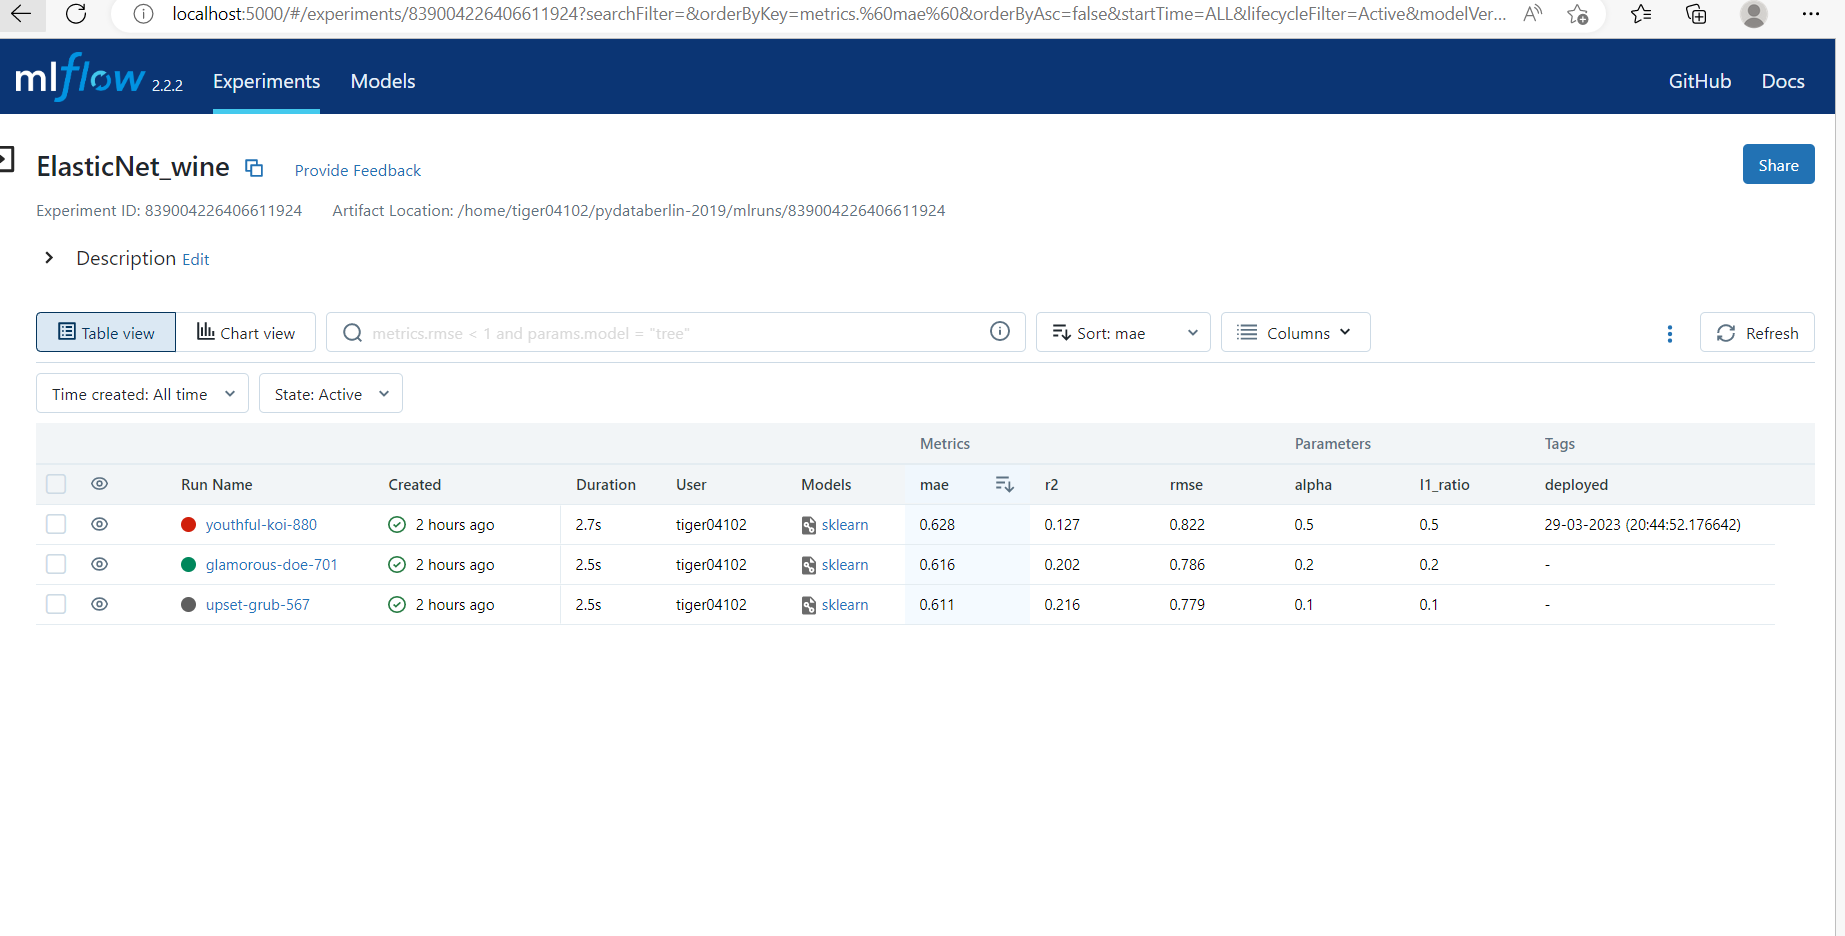 localhost:5000/#/experiments/839004226406611924?searchFilter=&orderByKey=metrics.%60mae%60&orderByAsc=false&startTime=ALL&lifecycleFilter=Active&modelVer...
mlflow 2.2.2 Experiments Models GitHub Docs
ElasticNet_wine Provide Feedback Share
Experiment ID: 839004226406611924 Artifact Location: /home/tiger04102/pydataberlin-2019/mlruns/839004226406611924
Description Edit
Table view Chart view metrics.rmse < 1 and params.model = "tree" Sort: mae Columns Refresh
Time created: All time State: Active
Metrics Parameters Tags
Run Name Created Duration User Models mae r2 rmse alpha l1_ratio deployed
youthful-koi-880 2 hours ago 2.7s tiger04102 sklearn 0.628 0.127 0.822 0.5 0.5 29-03-2023 (20:44:52.176642)
glamorous-doe-701 2 hours ago 2.5s tiger04102 sklearn 0.616 0.202 0.786 0.2 0.2 -
upset-grub-567 2 hours ago 2.5s tiger04102 sklearn 0.611 0.216 0.779 0.1 0.1 -